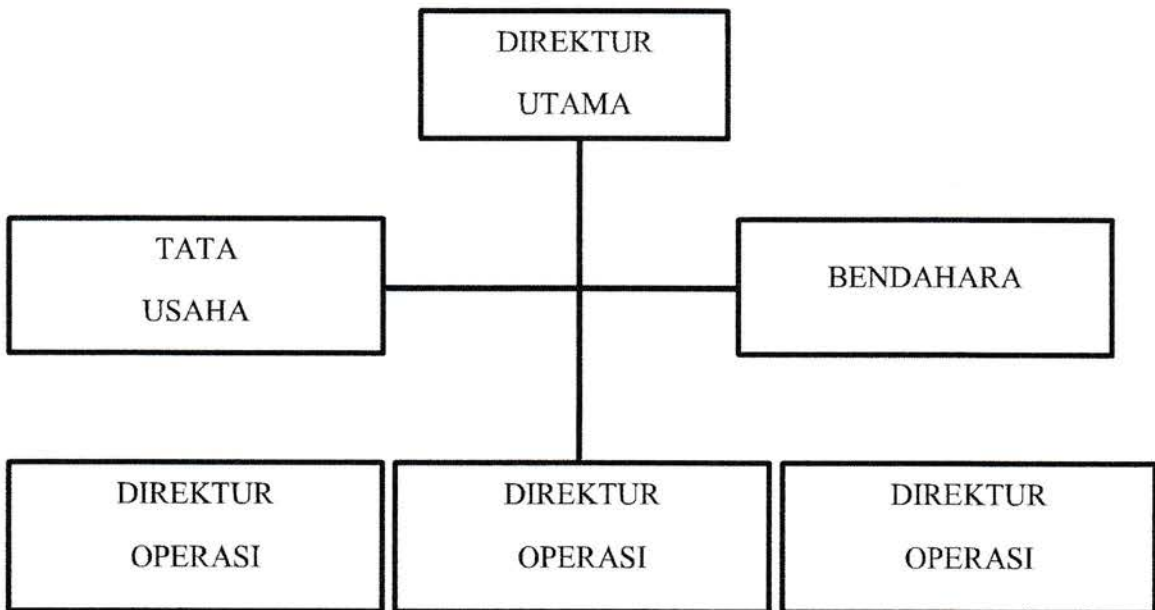 DIREKTUR
UTAMA
TATA
USAHA
BENDAHARA
DIREKTUR
OPERASI
DIREKTUR
OPERASI
DIREKTUR
OPERASI